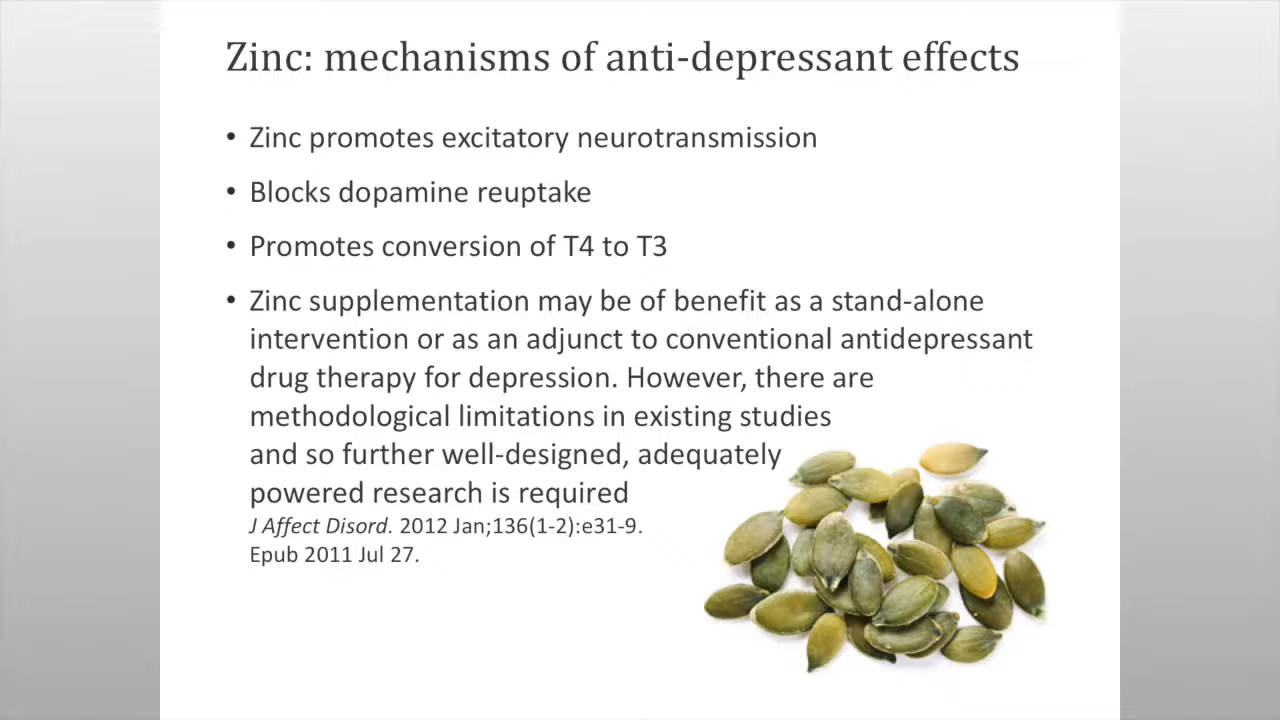 Zinc: mechanisms of anti-depressant effects
• Zinc promotes excitatory neurotransmission
• Blocks dopamine reuptake
• Promotes conversion of T4 to T3
• Zinc supplementation may be of benefit as a stand-alone
intervention or as an adjunct to conventional antidepressant
drug therapy for depression. However, there are
methodological limitations in existing studies
and so further well-designed, adequately
powered research is required
J Affect Disord. 2012 Jan;136(1-2):e31-9.
Epub 2011 Jul 27.